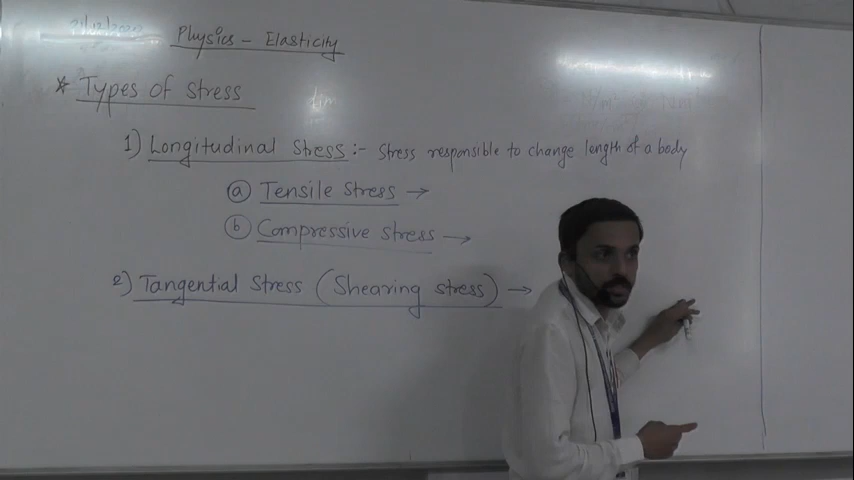 Physics - Elasticity
* Types of stress
1) Longitudinal stress :- stress responsible to change length of a body
ⓐ Tensile stress →
ⓑ Compressive stress →
2) Tangential stress (Shearing stress) →